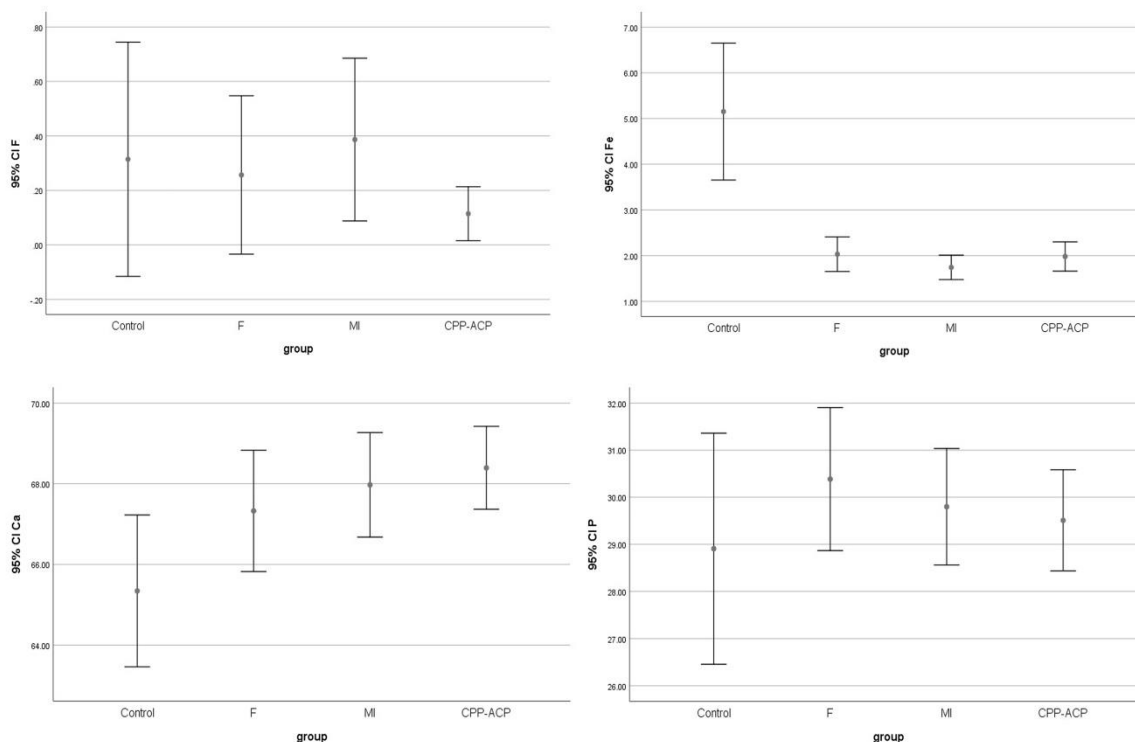 95% CI F
.80
.60
.40
.20
.00
-.20
Control F MI CPP-ACP
group
95% CI Fe
7.00
6.00
5.00
4.00
3.00
2.00
1.00
Control F MI CPP-ACP
group
95% CI Ca
70.00
68.00
66.00
64.00
Control F MI CPP-ACP
group
95% CI P
32.00
31.00
30.00
29.00
28.00
27.00
26.00
Control F MI CPP-ACP
group